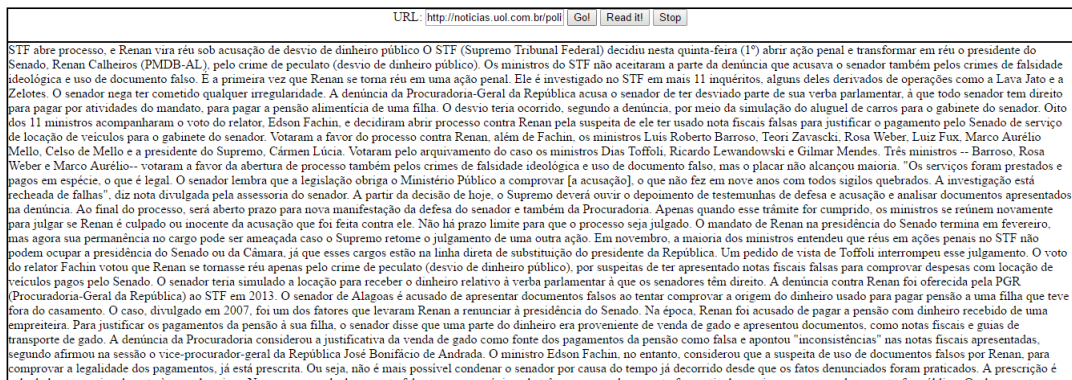 URL: http://noticias.uol.com.br/poli Go! Read it! Stop
STF abre processo, e Renan vira réu sob acusação de desvio de dinheiro público O STF (Supremo Tribunal Federal) decidiu nesta quinta-feira (1º) abrir ação penal e transformar em réu o presidente do
Senado, Renan Calheiros (PMDB-AL), pelo crime de peculato (desvio de dinheiro público). Os ministros do STF não aceitaram a parte da denúncia que acusava o senador também pelos crimes de falsidade
ideológica e uso de documento falso. É a primeira vez que Renan se torna réu em uma ação penal. Ele é investigado no STF em mais 11 inquéritos, alguns deles derivados de operações como a Lava Jato e a
Zelotes. O senador nega ter cometido qualquer irregularidade. A denúncia da Procuradoria-Geral da República acusa o senador de ter desviado parte de sua verba parlamentar, à que todo senador tem direito
para pagar por atividades do mandato, para pagar a pensão alimentícia de uma filha. O desvio teria ocorrido, segundo a denúncia, por meio da simulação do aluguel de carros para o gabinete do senador. Oito
dos 11 ministros acompanharam o voto do relator, Edson Fachin, e decidiram abrir processo contra Renan pela suspeita de ele ter usado nota fiscais falsas para justificar o pagamento pelo Senado de serviço
de locação de veículos para o gabinete do senador. Votaram a favor do processo contra Renan, além de Fachin, os ministros Luís Roberto Barroso, Teori Zavascki, Rosa Weber, Luiz Fux, Marco Aurélio
Mello, Celso de Mello e a presidente do Supremo, Cármen Lúcia. Votaram pelo arquivamento do caso os ministros Dias Toffoli, Ricardo Lewandowski e Gilmar Mendes. Três ministros -- Barroso, Rosa
Weber e Marco Aurélio-- votaram a favor da abertura de processo também pelos crimes de falsidade ideológica e uso de documento falso, mas o placar não alcançou maioria. "Os serviços foram prestados e
pagos em espécie, o que é legal. O senador lembra que a legislação obriga o Ministério Público a comprovar [a acusação], o que não fez em nove anos com todos sigilos quebrados. A investigação está
recheada de falhas", diz nota divulgada pela assessoria do senador. A partir da decisão de hoje, o Supremo deverá ouvir o depoimento de testemunhas de defesa e acusação e analisar documentos apresentados
na denúncia. Ao final do processo, será aberto prazo para nova manifestação da defesa do senador e também da Procuradoria. Apenas quando esse trâmite for cumprido, os ministros se reúnem novamente
para julgar se Renan é culpado ou inocente da acusação que foi feita contra ele. Não há prazo limite para que o processo seja julgado. O mandato de Renan na presidência do Senado termina em fevereiro,
mas agora sua permanência no cargo pode ser ameaçada caso o Supremo retome o julgamento de uma outra ação. Em novembro, a maioria dos ministros entendeu que réus em ações penais no STF não
podem ocupar a presidência do Senado ou da Câmara, já que esses cargos estão na linha direta de substituição do presidente da República. Um pedido de vista de Toffoli interrompeu esse julgamento. O voto
do relator Fachin votou que Renan se tornasse réu apenas pelo crime de peculato (desvio de dinheiro público), por suspeitas de ter apresentado notas fiscais falsas para comprovar despesas com locação de
veículos pagos pelo Senado. O senador teria simulado a locação para receber o dinheiro relativo à verba parlamentar à que os senadores têm direito. A denúncia contra Renan foi oferecida pela PGR
(Procuradoria-Geral da República) ao STF em 2013. O senador de Alagoas é acusado de apresentar documentos falsos ao tentar comprovar a origem do dinheiro usado para pagar pensão a uma filha que teve
fora do casamento. O caso, divulgado em 2007, foi um dos fatores que levaram Renan a renunciar à presidência do Senado. Na época, Renan foi acusado de pagar a pensão com dinheiro recebido de uma
empreiteira. Para justificar os pagamentos da pensão à sua filha, o senador disse que uma parte do dinheiro era proveniente de venda de gado e apresentou documentos, como notas fiscais e guias de
transporte de gado. A denúncia da Procuradoria considerou a justificativa da venda de gado como fonte dos pagamentos da pensão como falsa e apontou "inconsistências" nas notas fiscais apresentadas,
segundo afirmou na sessão o vice-procurador-geral da República José Bonifácio de Andrada. O ministro Edson Fachin, no entanto, considerou que a suspeita de uso de documentos falsos por Renan, para
comprovar a legalidade dos pagamentos, já está prescrita. Ou seja, não é mais possível condenar o senador por causa do tempo já decorrido desde que os fatos denunciados foram praticados. A prescrição é